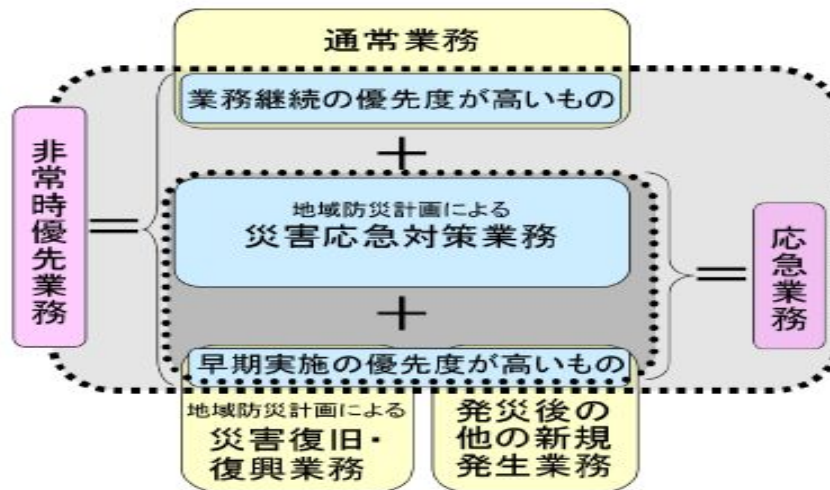 通常業務
業務継続の優先度が高いもの
+
非常時優先業務
=
地域防災計画による
災害応急対策業務
=
応急業務
+
早期実施の優先度が高いもの
地域防災計画による
災害復旧・
復興業務
発災後の
他の新規
発生業務